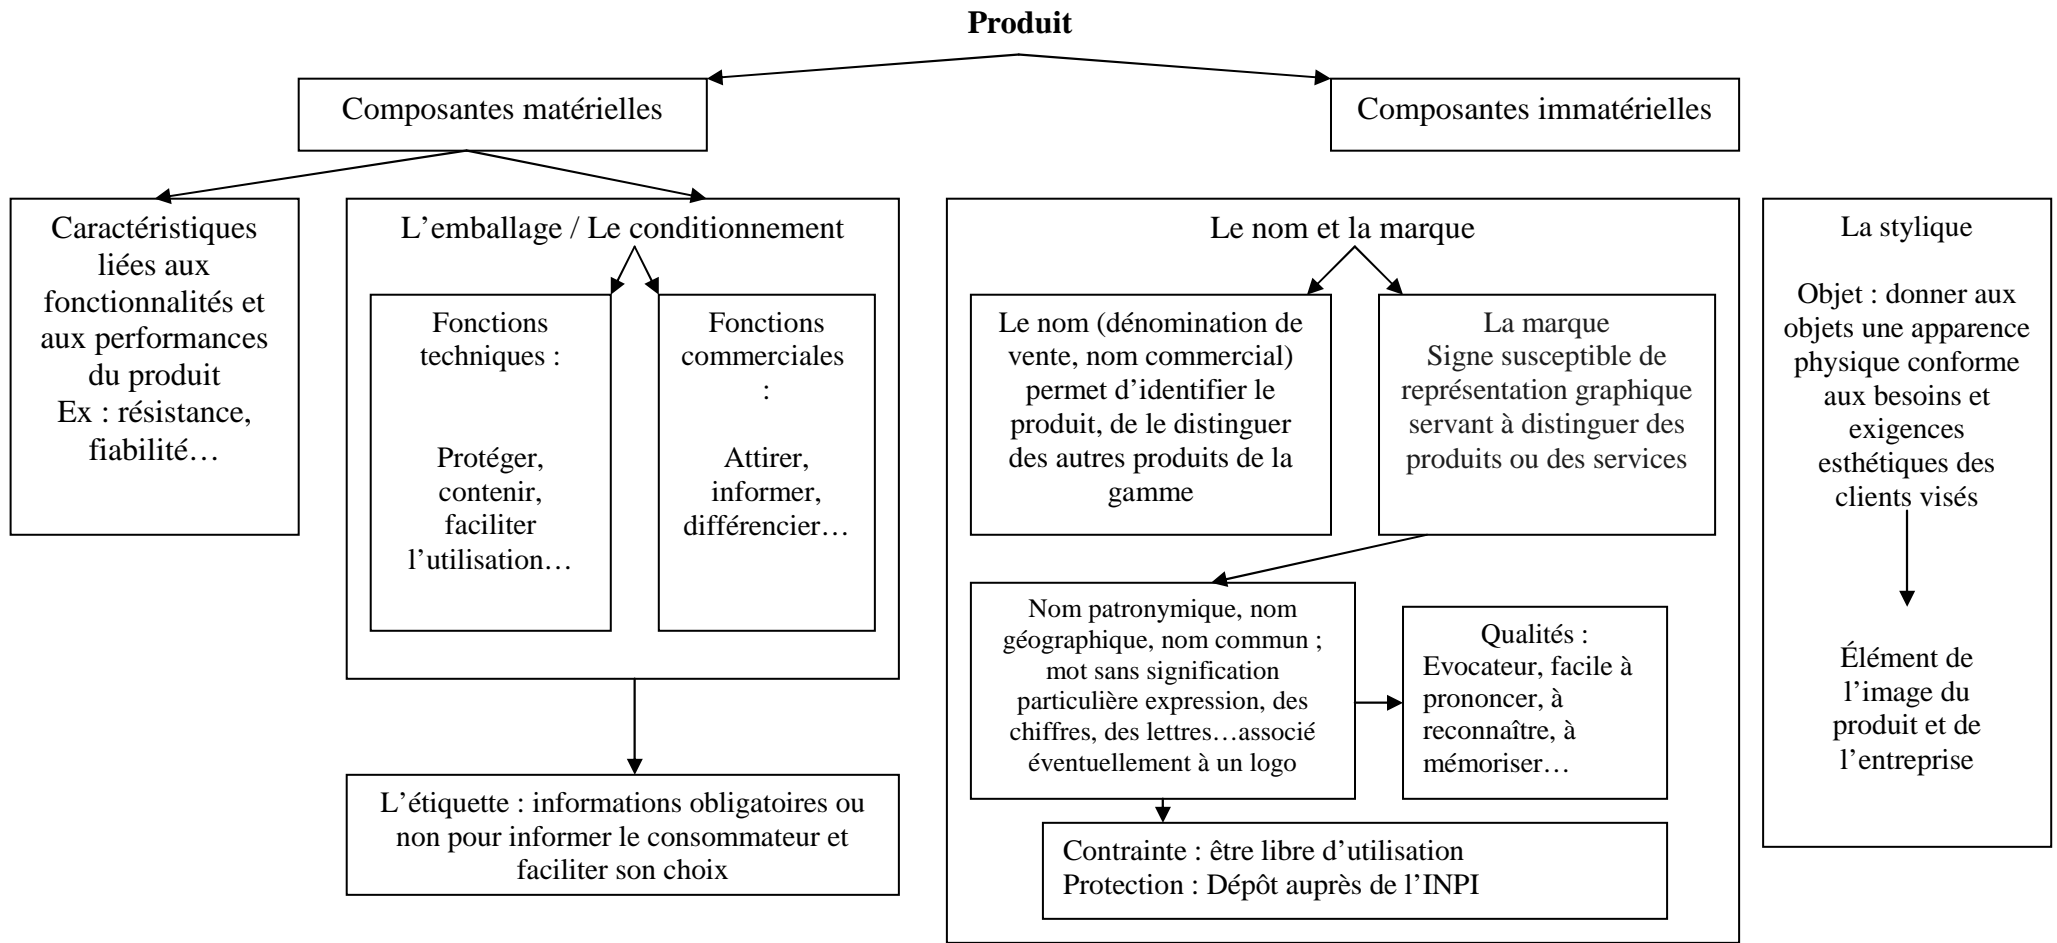 Produit
Composantes matérielles
Composantes immatérielles
Caractéristiques
liées aux
fonctionnalités et
aux performances
du produit
Ex : résistance,
fiabilité…
L’emballage / Le conditionnement
Fonctions
techniques :
Protéger,
contenir,
faciliter
l’utilisation…
Fonctions
commerciales
:
Attirer,
informer,
différencier…
L’étiquette : informations obligatoires ou
non pour informer le consommateur et
faciliter son choix
Le nom et la marque
Le nom (dénomination de
vente, nom commercial)
permet d’identifier le
produit, de le distinguer
des autres produits de la
gamme
La marque
Signe susceptible de
représentation graphique
servant à distinguer des
produits ou des services
Nom patronymique, nom
géographique, nom commun ;
mot sans signification
particulière expression, des
chiffres, des lettres…associé
éventuellement à un logo
Qualités :
Evocateur, facile à
prononcer, à
reconnaître, à
mémoriser…
Contrainte : être libre d’utilisation
Protection : Dépôt auprès de l’INPI
La stylique
Objet : donner aux
objets une apparence
physique conforme
aux besoins et
exigences
esthétiques des
clients visés
Élément de
l’image du
produit et de
l’entreprise